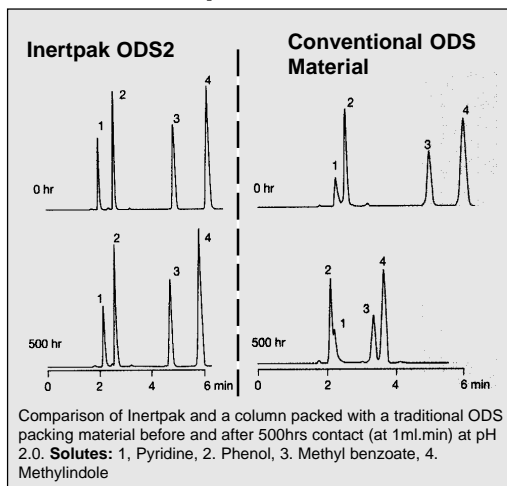 Inertpak ODS2
Conventional ODS
Material
1
2
3
4
0 hr
1
2
3
4
0 hr
1
2
3
4
500 hr
0 2 4 6 min
2
1
3
4
500 hr
0 2 4 6 min
Comparison of Inertpak and a column packed with a traditional ODS
packing material before and after 500hrs contact (at 1ml.min) at pH
2.0. Solutes: 1, Pyridine, 2. Phenol, 3. Methyl benzoate, 4.
Methylindole